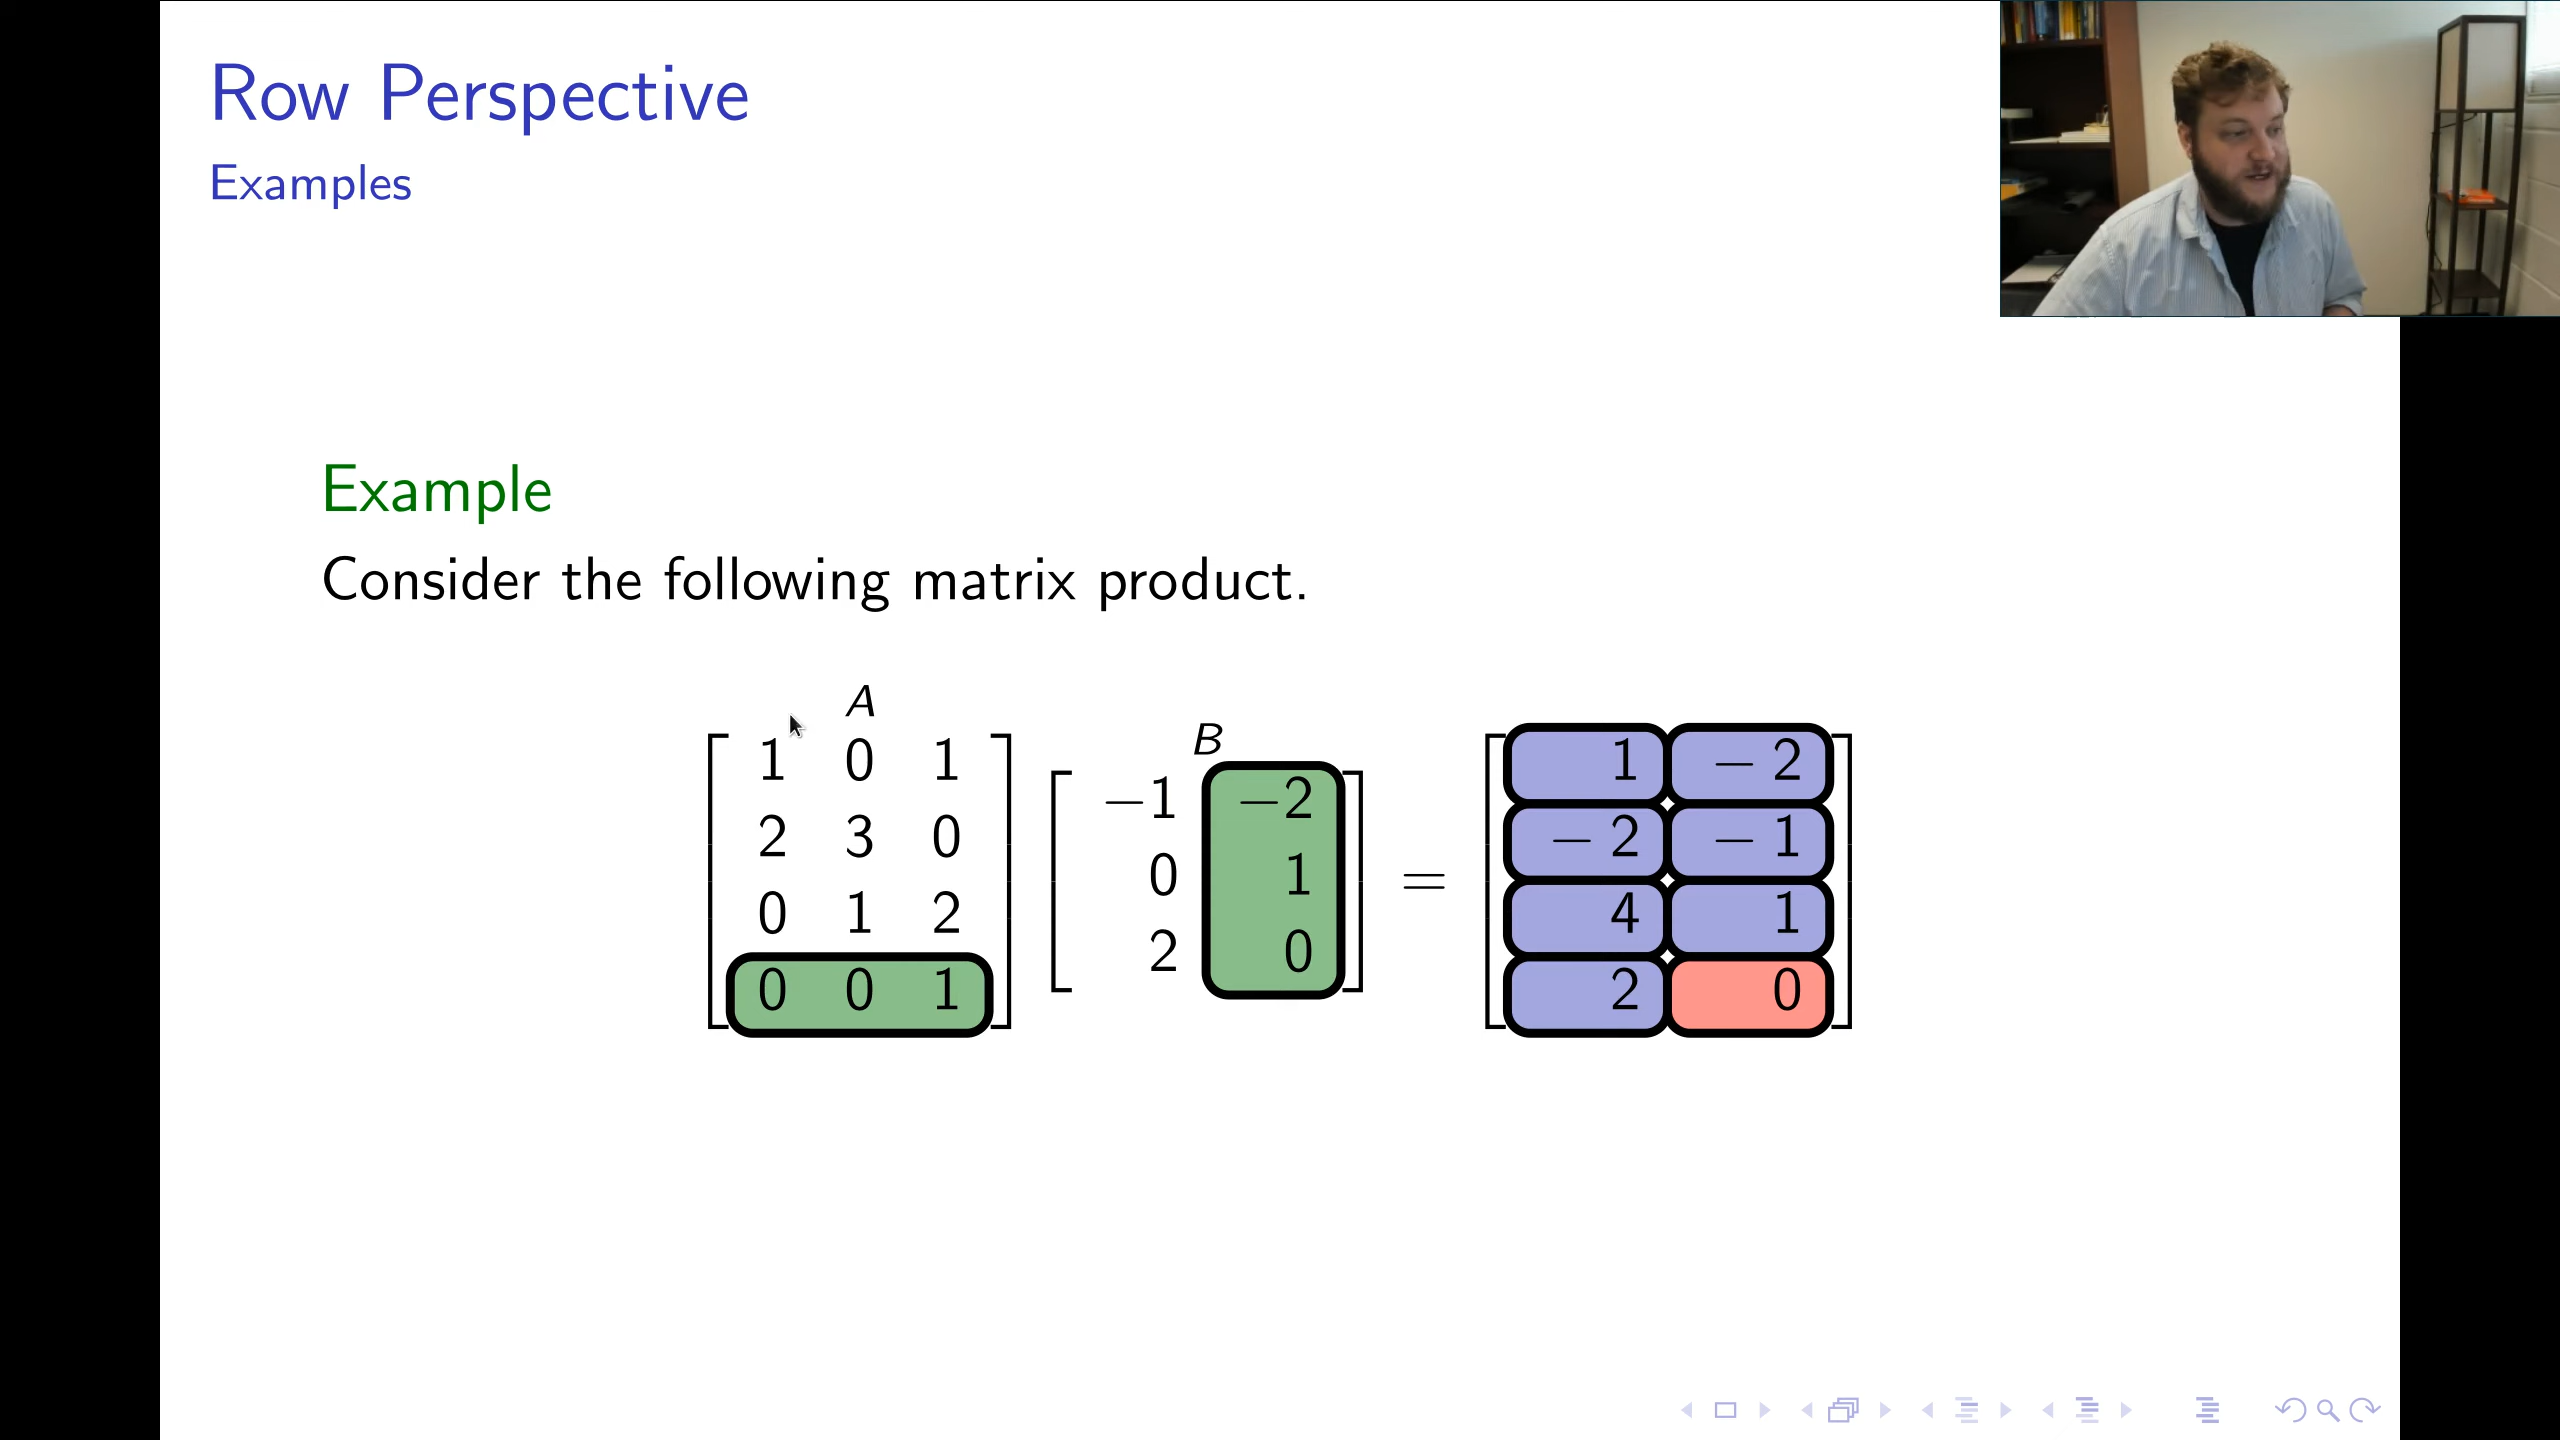 Row Perspective
Examples
Example
Consider the following matrix product.
A
B
1 0 1
2 3 0
0 1 2
0 0 1
−1 −2
0 1
2 0
=
1 − 2
− 2 − 1
4 1
2 0